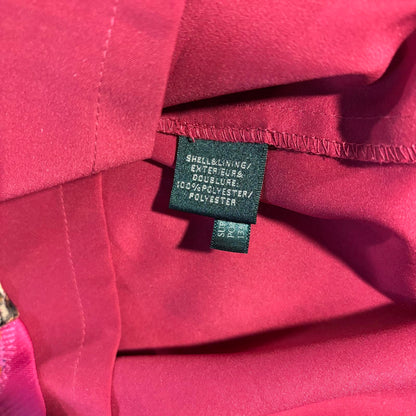 SHELL&LINING/
EXTERIEUR&
DOUBLURE:
100%POLYESTER/
POLYESTER